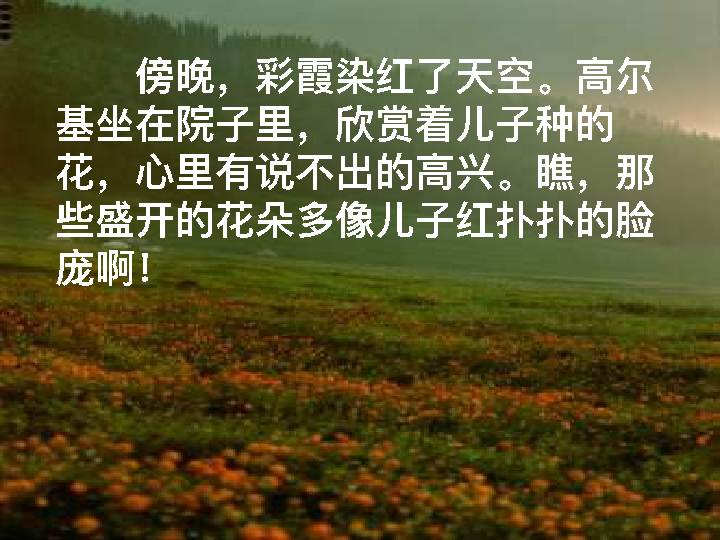 傍晚，彩霞染红了天空。高尔
基坐在院子里，欣赏着儿子种的
花，心里有说不出的高兴。瞧，那
些盛开的花朵多像儿子红扑扑的脸
庞啊！